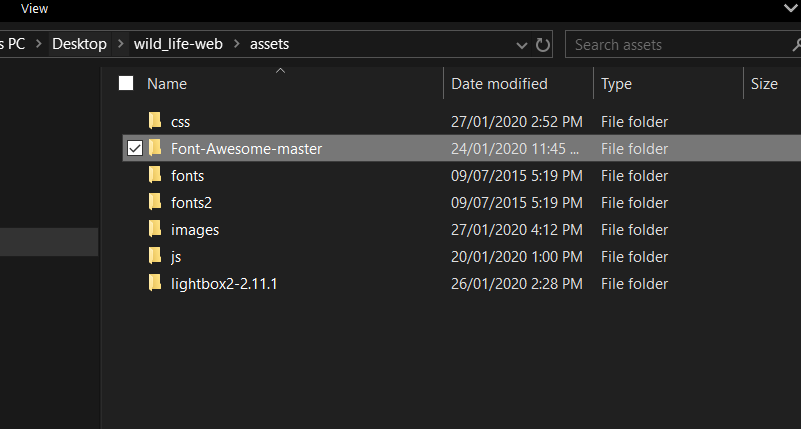 View
s PC > Desktop > wild_life-web > assets
Search assets
Name Date modified Type Size
css 27/01/2020 2:52 PM File folder
Font-Awesome-master 24/01/2020 11:45 ... File folder
fonts 09/07/2015 5:19 PM File folder
fonts2 09/07/2015 5:19 PM File folder
images 27/01/2020 4:12 PM File folder
js 20/01/2020 1:00 PM File folder
lightbox2-2.11.1 26/01/2020 2:28 PM File folder